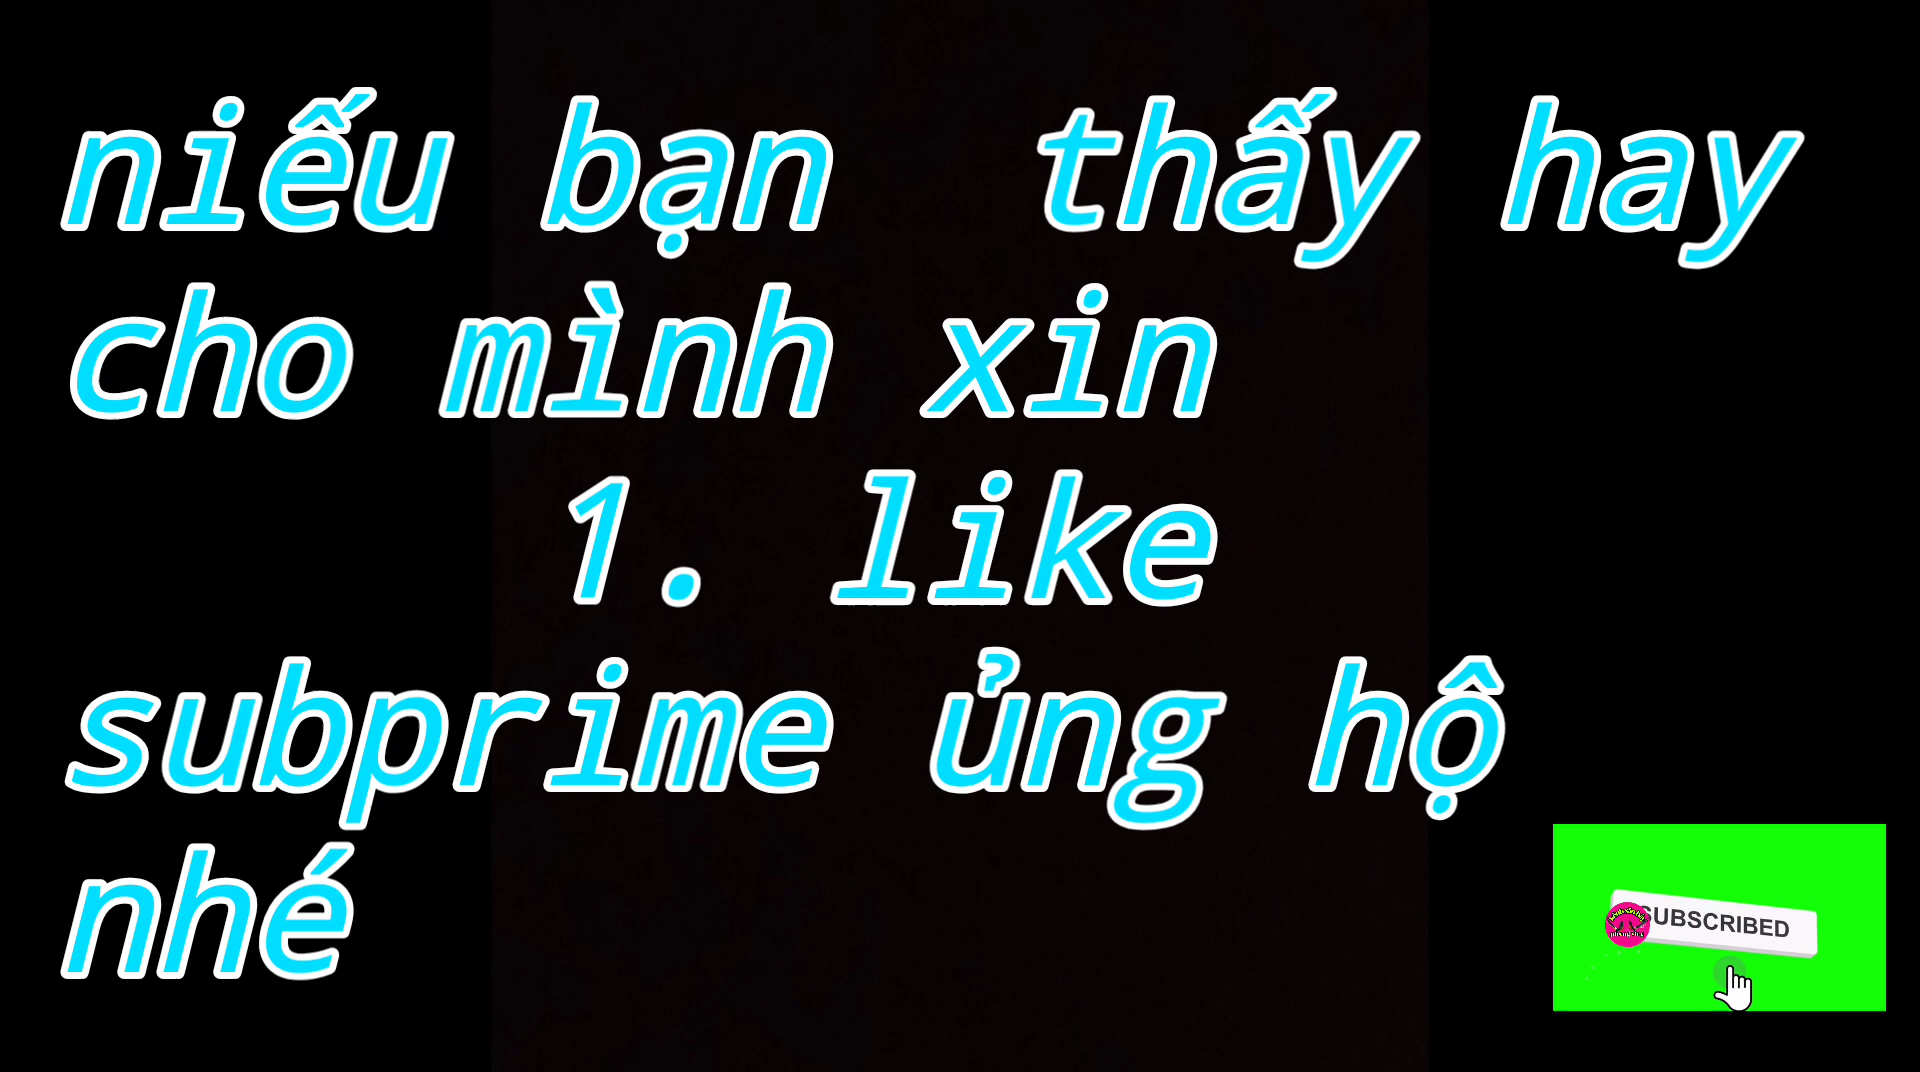 niếu bạn thấy hay
cho mình xin
1. like
subprime ủng hộ
nhé
SUBSCRIBED